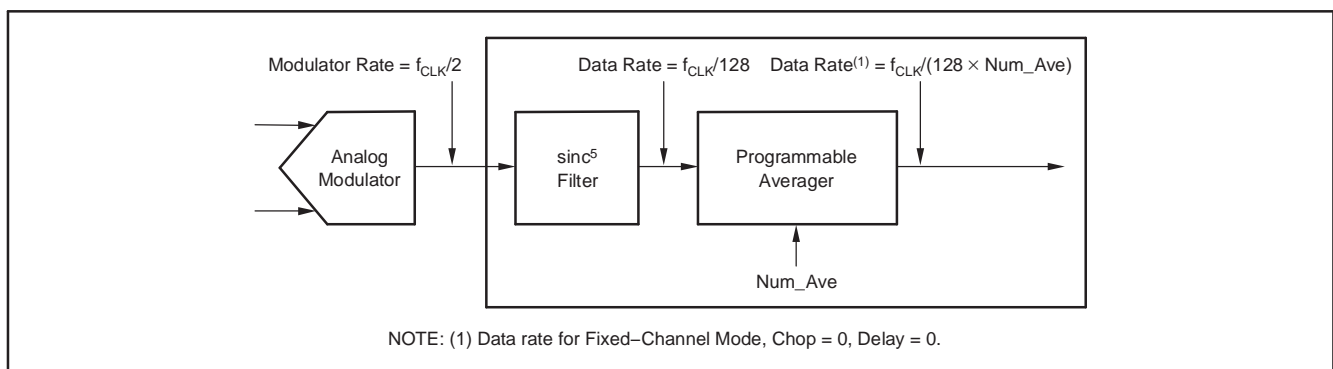 Modulator Rate = fCLK/2
Data Rate = fCLK/128
Data Rate(1) = fCLK/(128 × Num_Ave)
Analog
Modulator
sinc5
Filter
Programmable
Averager
Num_Ave
NOTE: (1) Data rate for Fixed−Channel Mode, Chop = 0, Delay = 0.